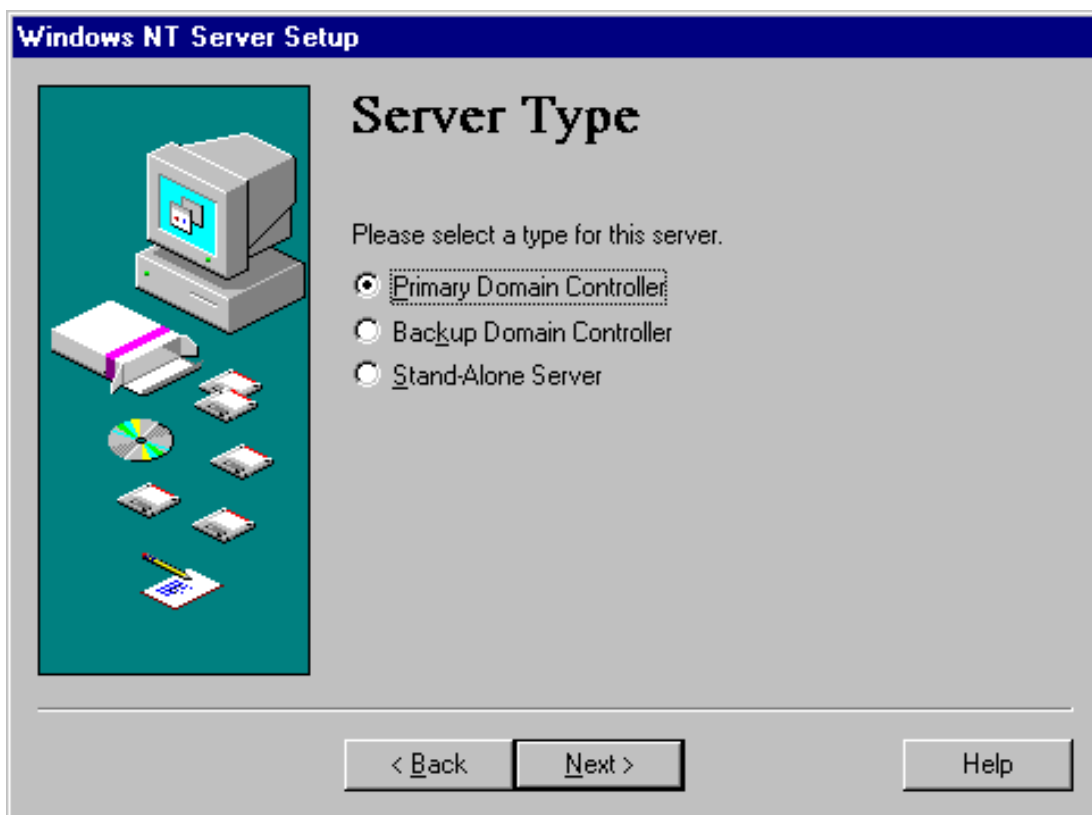 Windows NT Server Setup
Server Type
Please select a type for this server.
Primary Domain Controller
Backup Domain Controller
Stand-Alone Server
< Back
Next >
Help